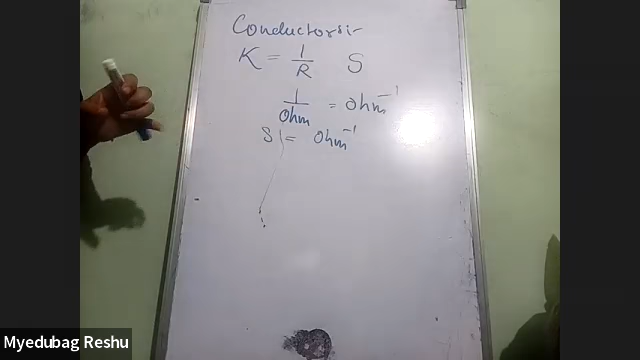 Conductors:-
K = 1/R S
1/Ohm = Ohm⁻¹
S = Ohm⁻¹
Myedubag Reshu